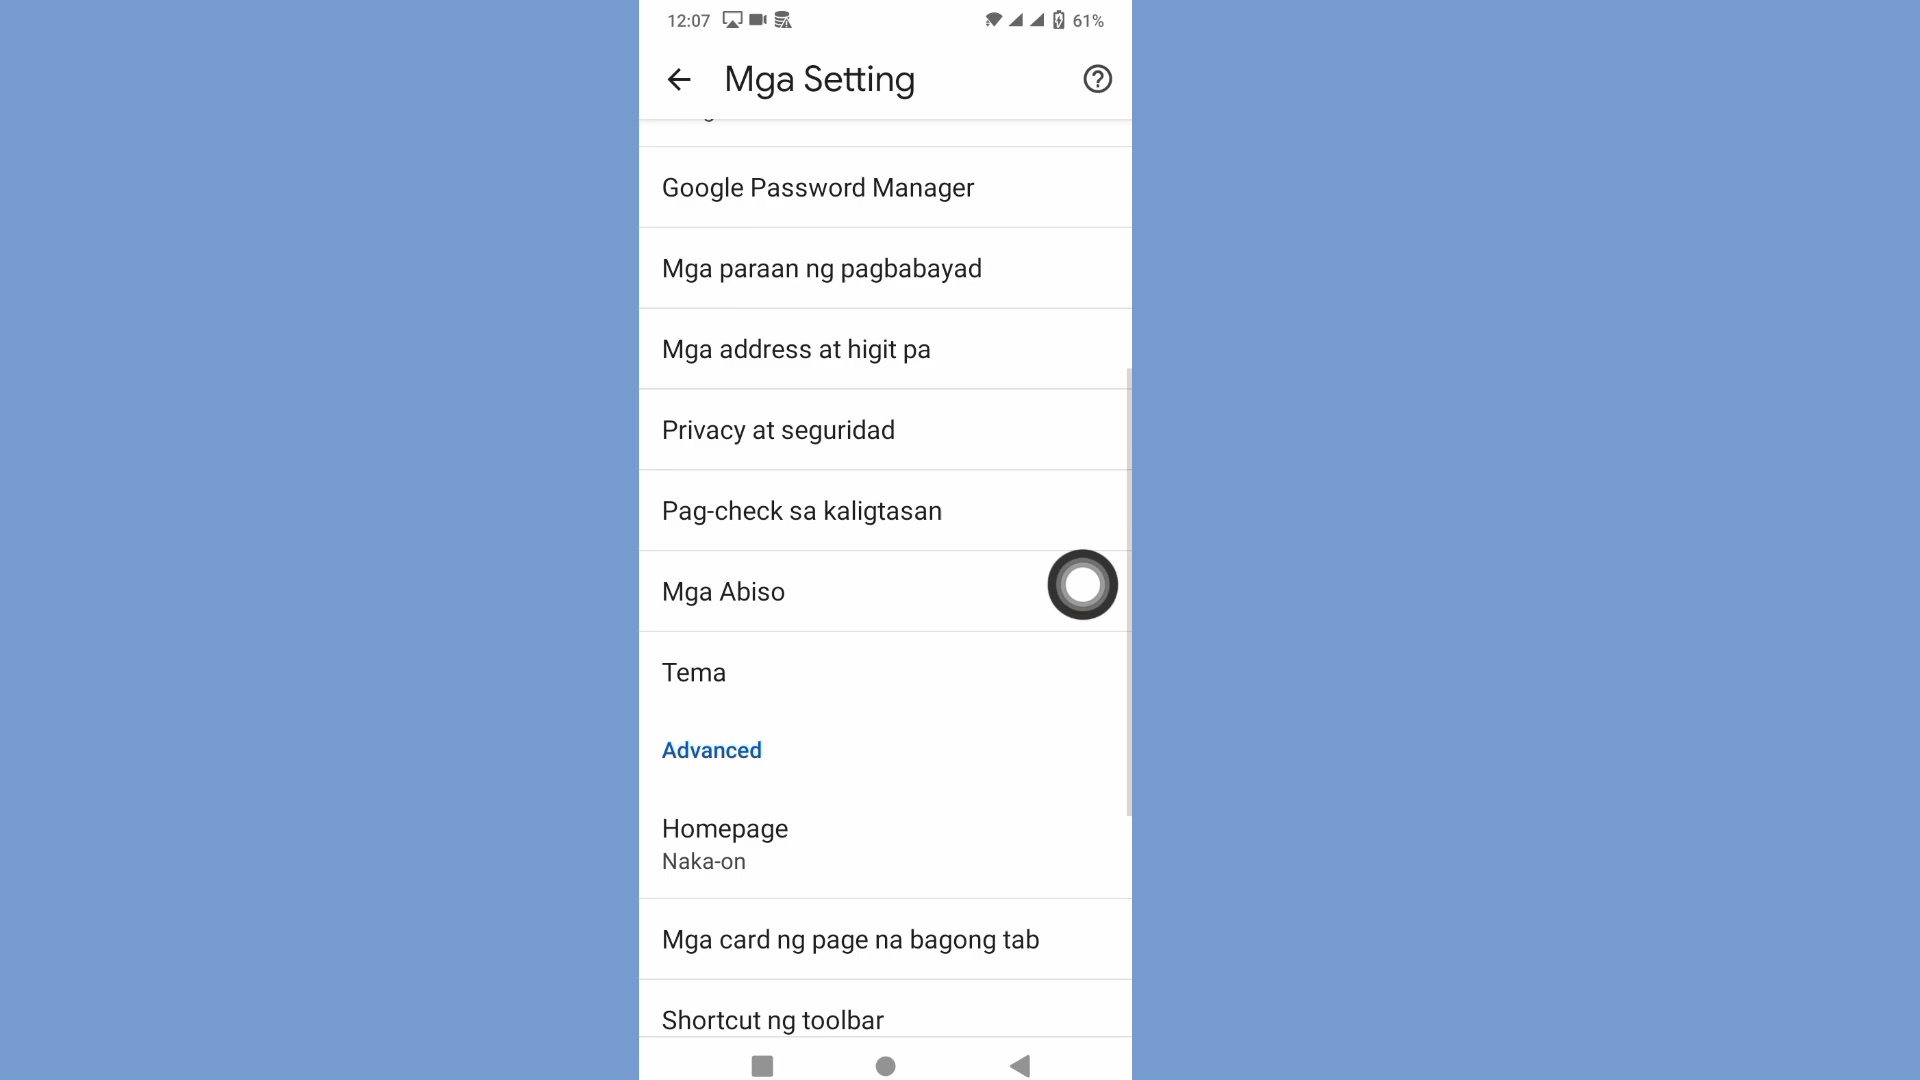 12:07
61%
Mga Setting
Google Password Manager
Mga paraan ng pagbabayad
Mga address at higit pa
Privacy at seguridad
Pag-check sa kaligtasan
Mga Abiso
Tema
Advanced
Homepage
Naka-on
Mga card ng page na bagong tab
Shortcut ng toolbar